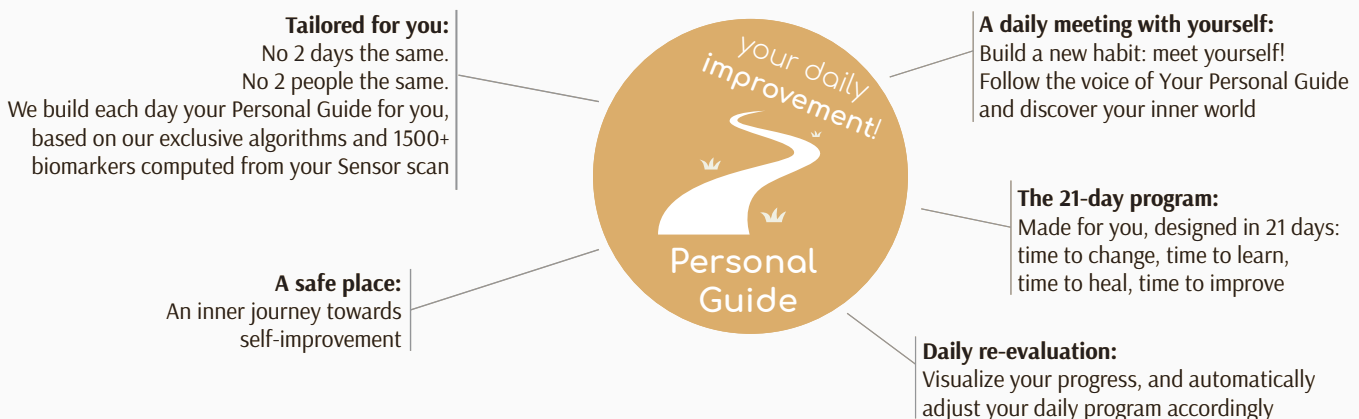 Tailored for you:
No 2 days the same.
No 2 people the same.
We build each day your Personal Guide for you,
based on our exclusive algorithms and 1500+
biomarkers computed from your Sensor scan
A safe place:
An inner journey towards
self-improvement
your daily
improvement!
Personal
Guide
A daily meeting with yourself:
Build a new habit: meet yourself!
Follow the voice of Your Personal Guide
and discover your inner world
The 21-day program:
Made for you, designed in 21 days:
time to change, time to learn,
time to heal, time to improve
Daily re-evaluation:
Visualize your progress, and automatically
adjust your daily program accordingly